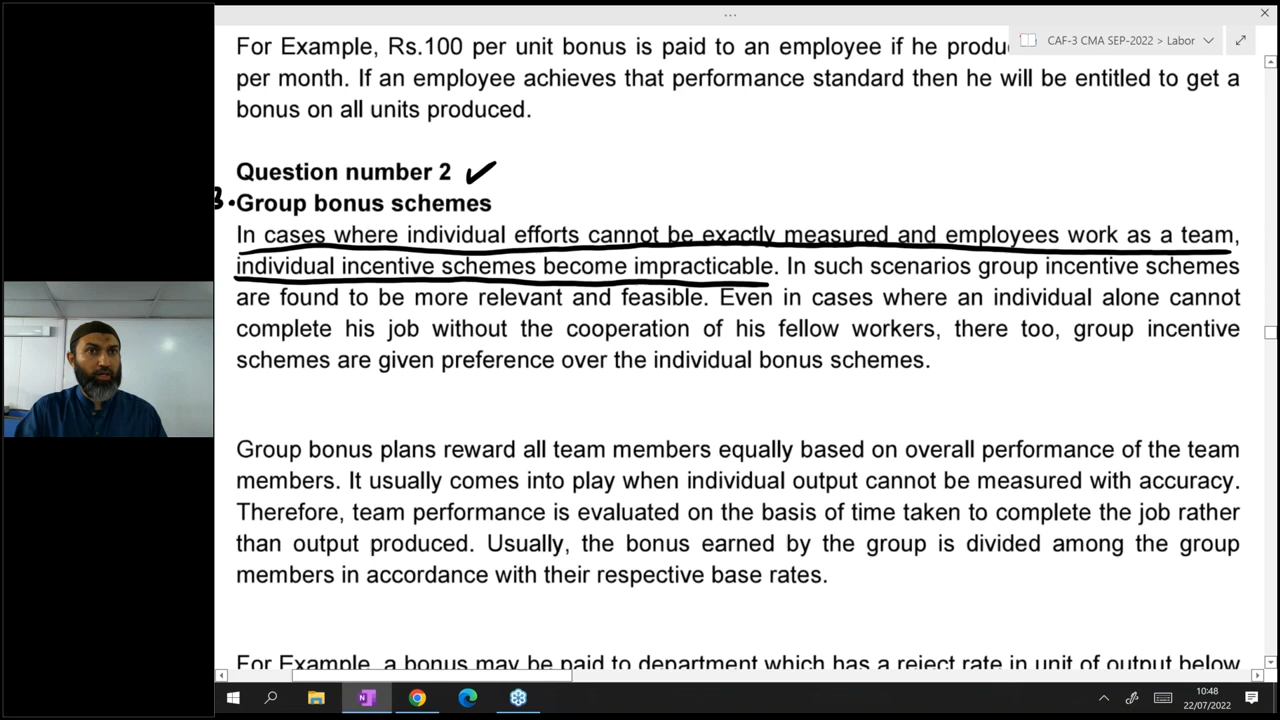 CAF-3 CMA SEP-2022 > Labor
For Example, Rs.100 per unit bonus is paid to an employee if he
per month. If an employee achieves that performance standard then he will be entitled to get a
bonus on all units produced.
Question number 2
Group bonus schemes
In cases where individual efforts cannot be exactly measured and employees work as a team,
individual incentive schemes become impracticable. In such scenarios group incentive schemes
are found to be more relevant and feasible. Even in cases where an individual alone cannot
complete his job without the cooperation of his fellow workers, there too, group incentive
schemes are given preference over the individual bonus schemes.
Group bonus plans reward all team members equally based on overall performance of the team
members. It usually comes into play when individual output cannot be measured with accuracy.
Therefore, team performance is evaluated on the basis of time taken to complete the job rather
than output produced. Usually, the bonus earned by the group is divided among the group
members in accordance with their respective base rates.
For Example, a bonus may be paid to department which has a reject rate in unit of output below
10:48
22/07/2022